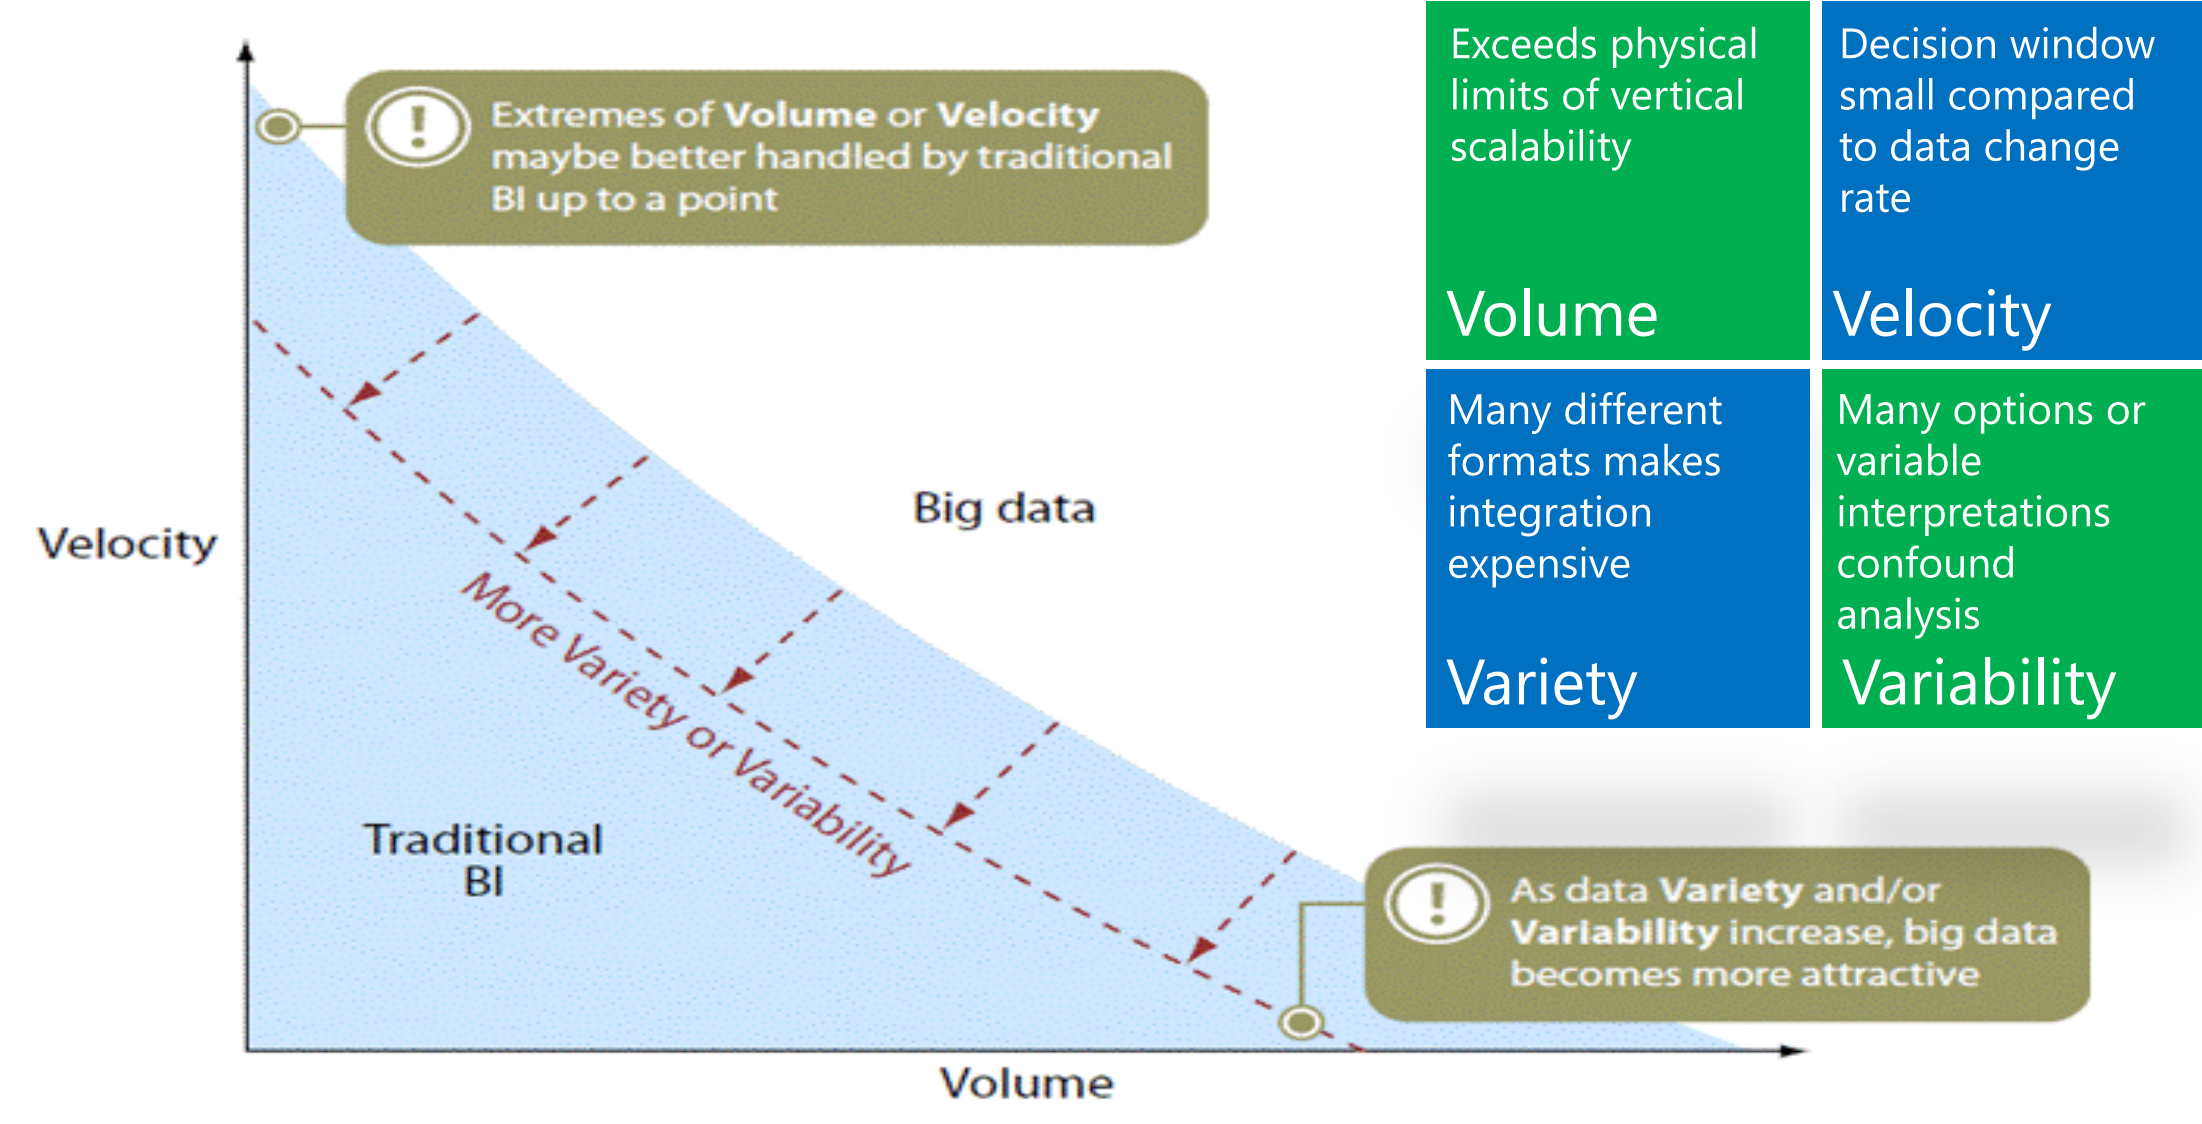 Extremes of Volume or Velocity
maybe better handled by traditional
BI up to a point
Velocity
Big data
More Variety or Variability
Traditional
BI
As data Variety and/or
Variability increase, big data
becomes more attractive
Volume
Exceeds physical
limits of vertical
scalability
Volume
Decision window
small compared
to data change
rate
Velocity
Many different
formats makes
integration
expensive
Variety
Many options or
variable
interpretations
confound
analysis
Variability